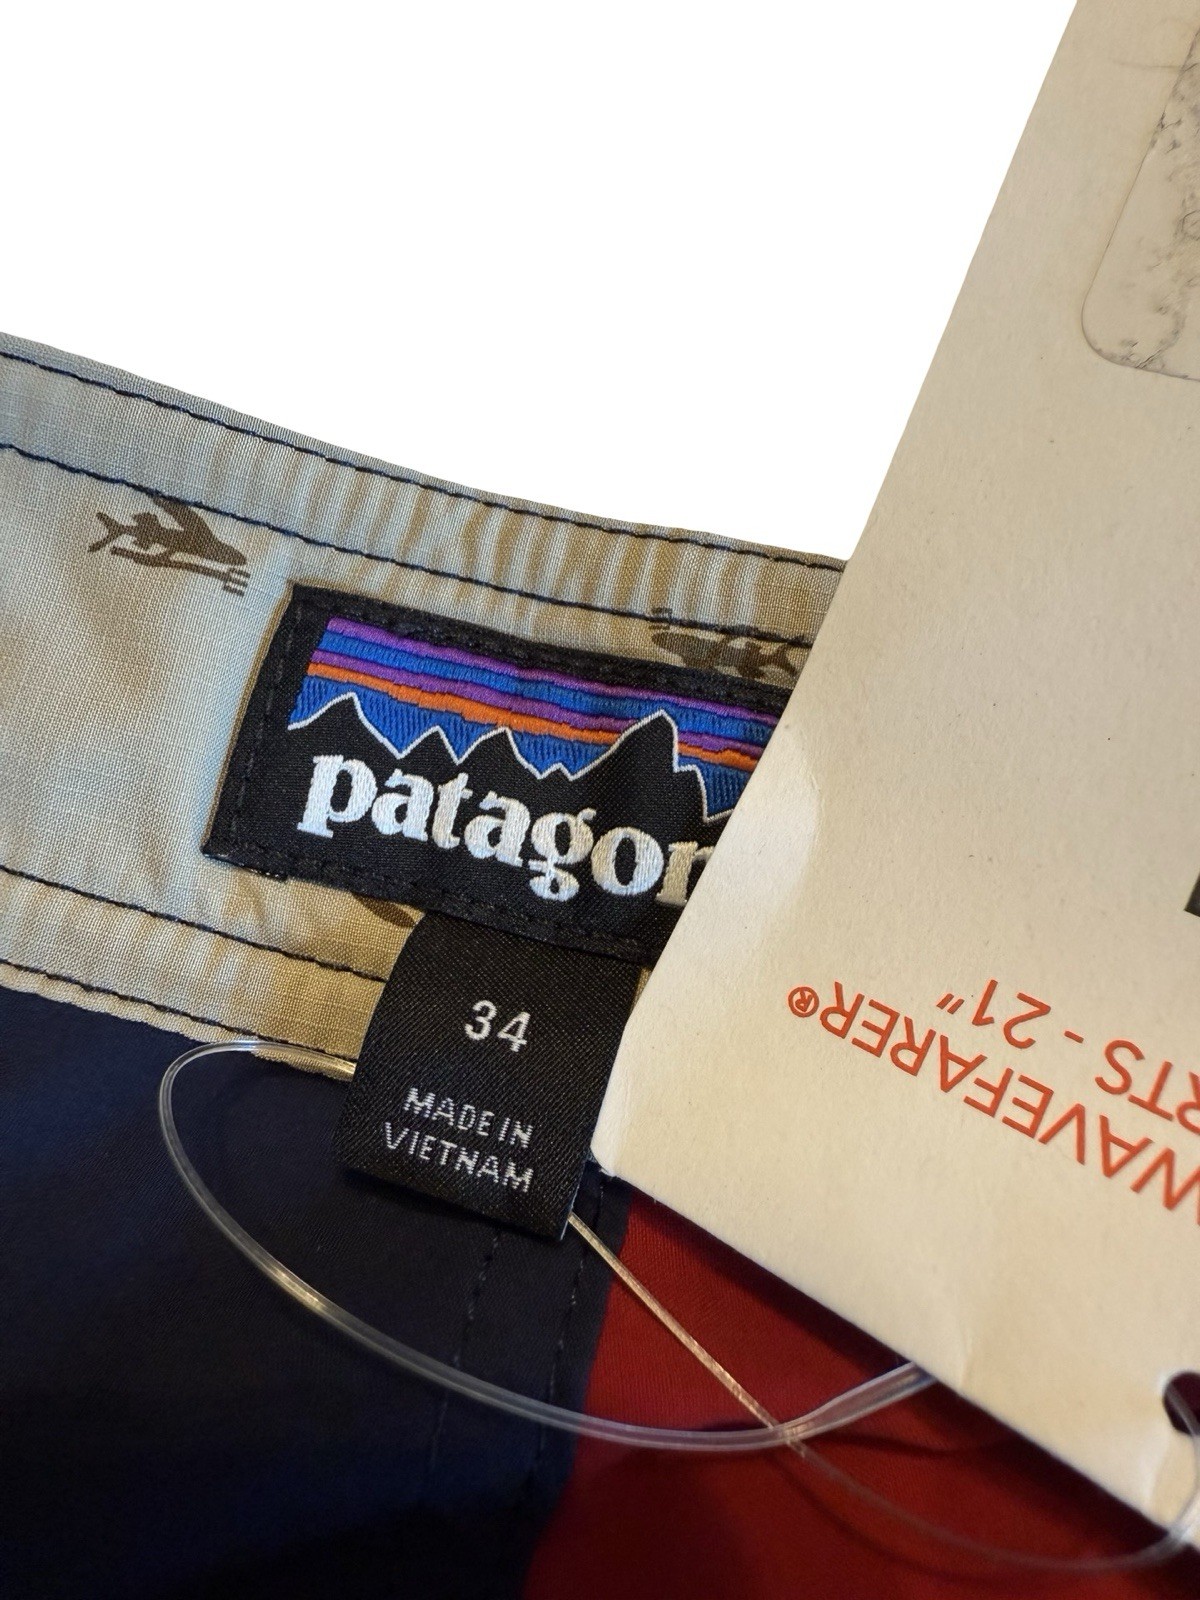 patagon
34
MADE IN
VIETNAM
WAVEFARER®
RTS - 21"